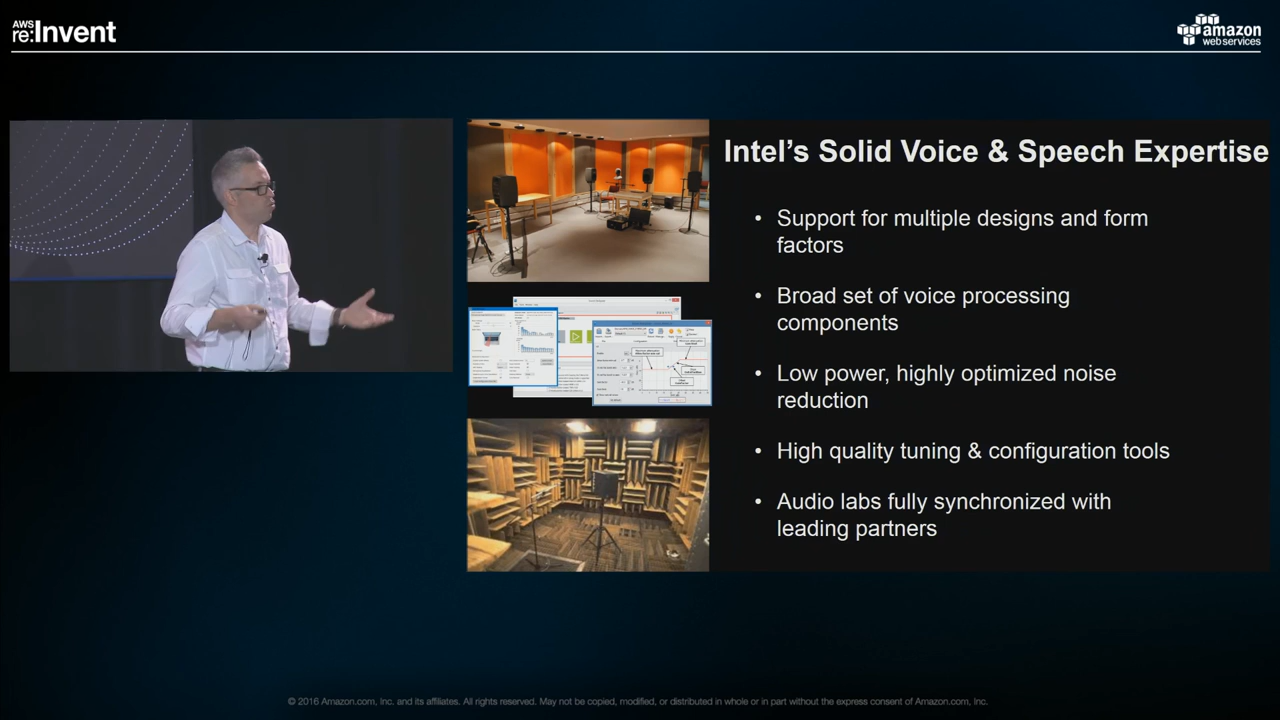 AWS
re:Invent
amazon
web services
Intel's Solid Voice & Speech Expertise
• Support for multiple designs and form
factors
• Broad set of voice processing
components
• Low power, highly optimized noise
reduction
• High quality tuning & configuration tools
• Audio labs fully synchronized with
leading partners
© 2016 Amazon.com, Inc. and its affiliates. All rights reserved. May not be copied, modified, or distributed in whole or in part without the express consent of Amazon.com, Inc.